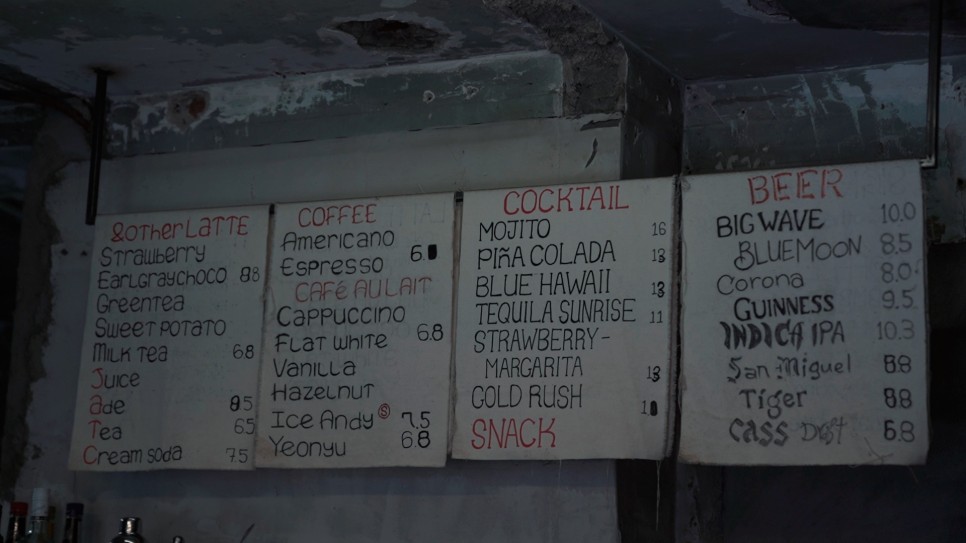 &Other LATTE
Strawberry
EarlGraychoco 8.8
Greentea
Sweet potato
Milk tea 6.8
Juice
Ade 8.5
Tea 6.5
Cream soda 7.5
COFFEE
Americano
Espresso 6.0
CAFÉ AU LAIT
Cappuccino
Flat white 6.8
Vanilla
Hazelnut
Ice Andy Ⓢ 7.5
Yeonyu 6.8
COCKTAIL
MOJITO 16
PIÑA COLADA 13
BLUE HAWAII 13
TEQUILA SUNRISE 11
STRAWBERRY-
MARGARITA 13
GOLD RUSH
SNACK
BEER
BIG WAVE 10.0
BLUEMOON 8.5
Corona 8.0
GUINNESS 9.5
INDICA IPA 10.3
San Miguel 8.8
Tiger 8.8
CASS 6.8